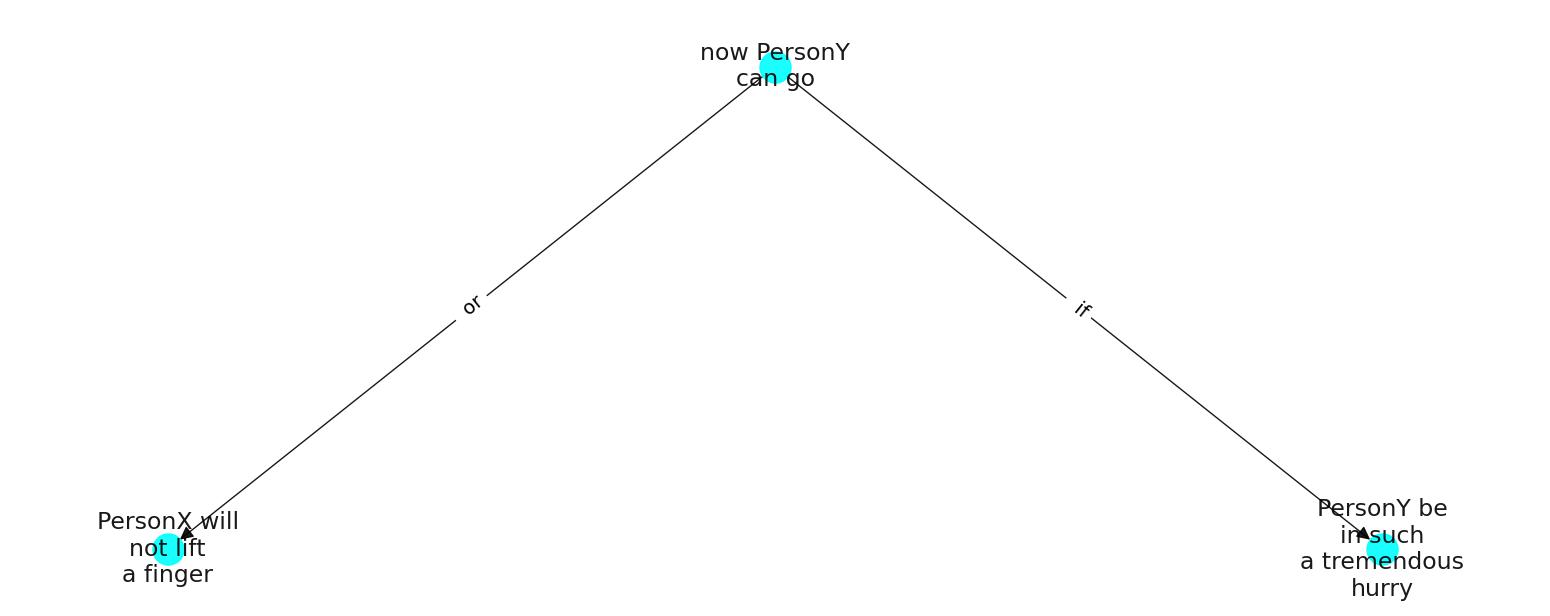 now PersonY
can go
or
if
PersonX will
not lift
a finger
PersonY be
in such
a tremendous
hurry